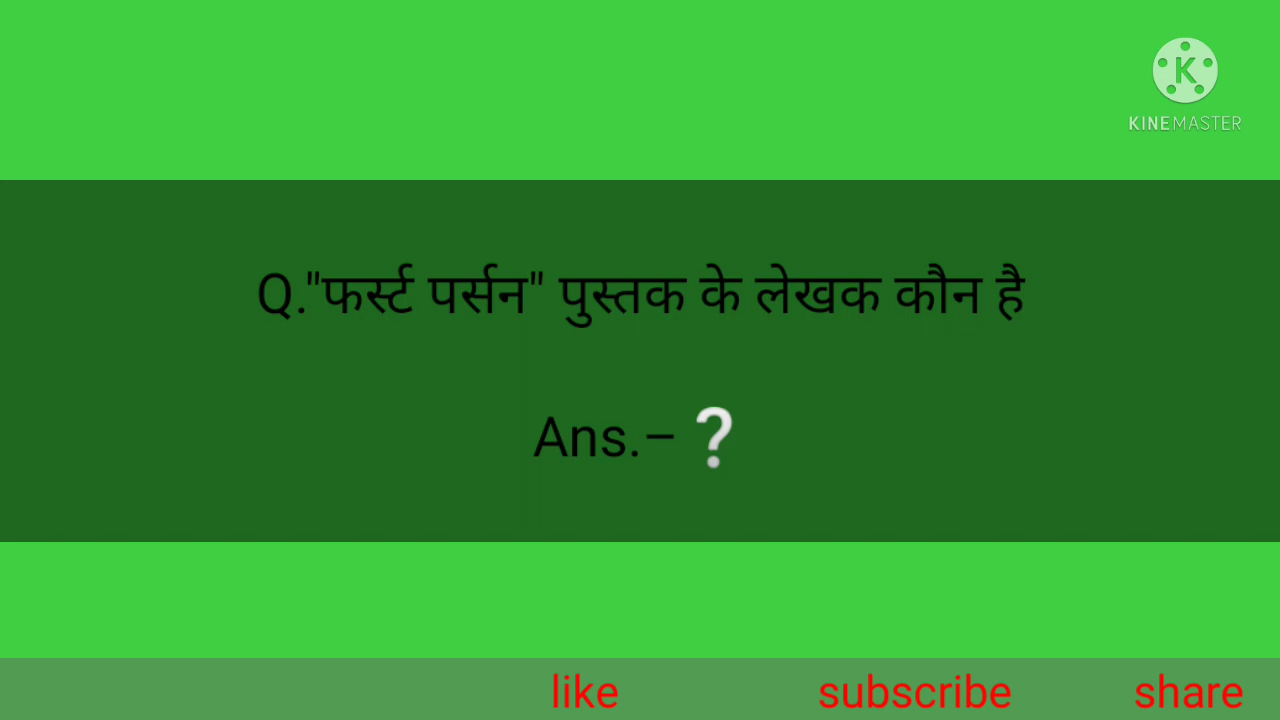 K
KINEMASTER
Q."फर्स्ट पर्सन" पुस्तक के लेखक कौन है
Ans.– ❔
like subscribe share